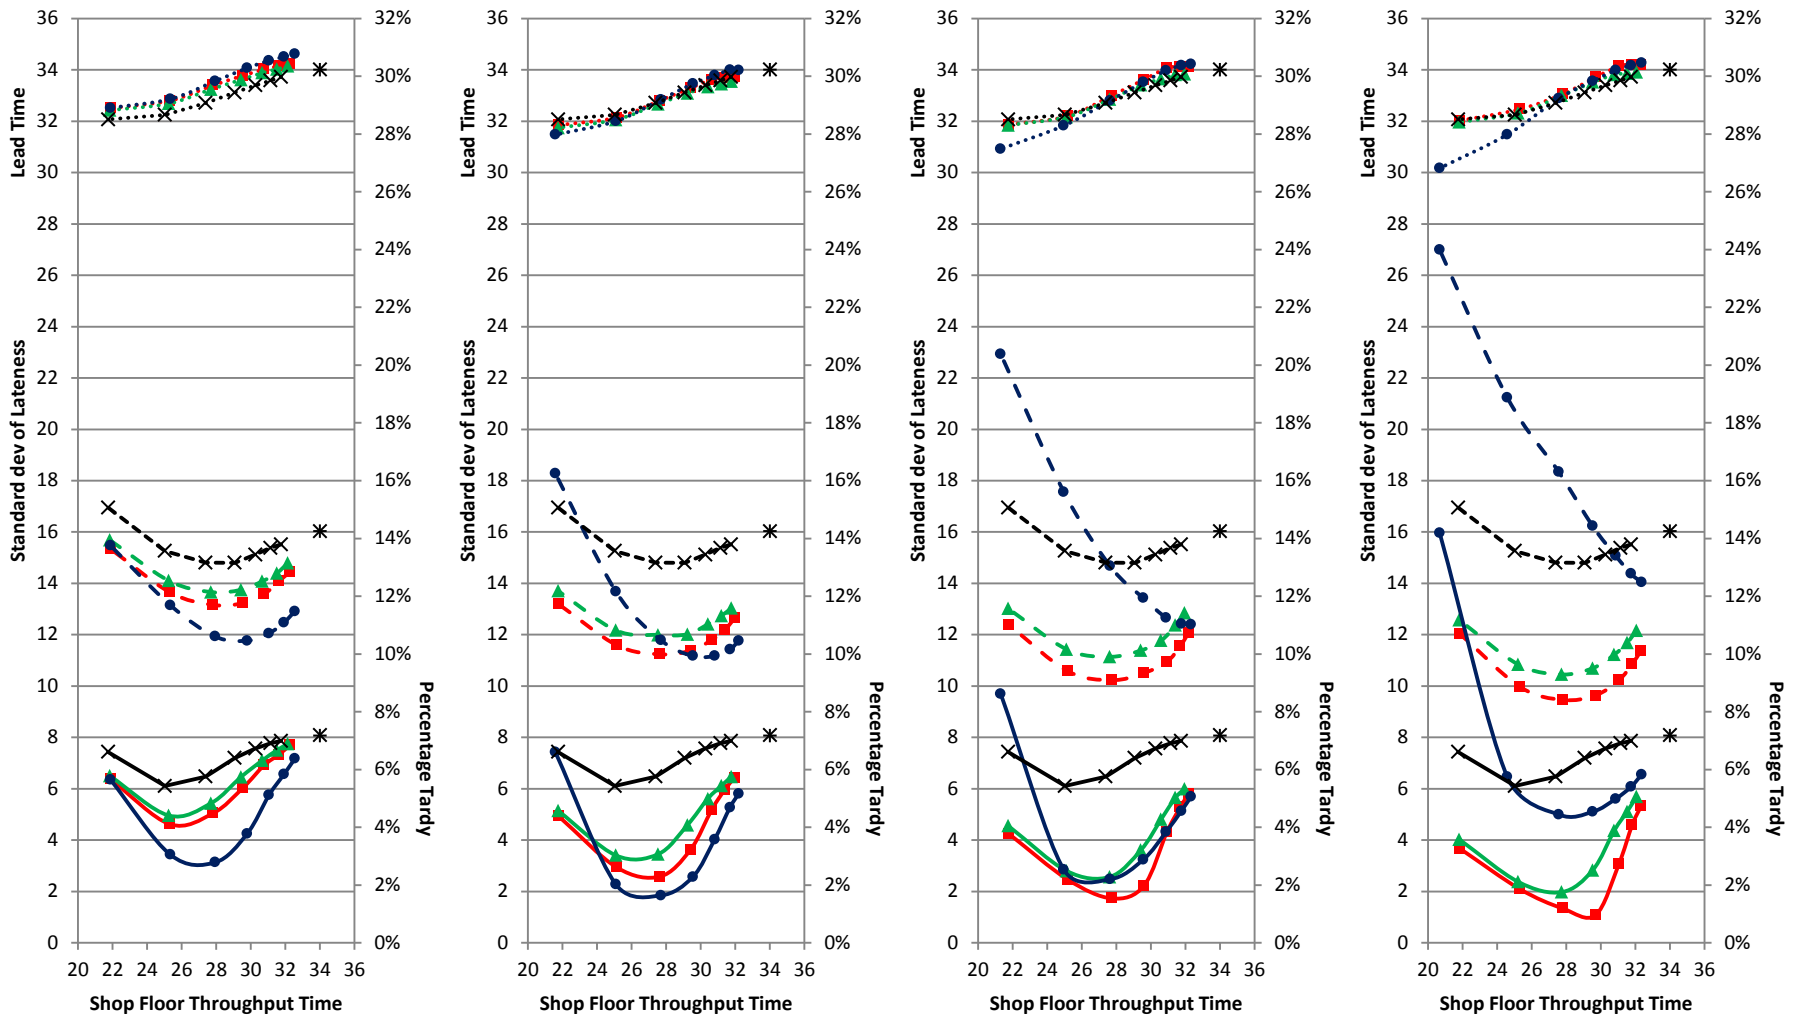 36 34 32 30 28 26 24 22 20 18 16 14 12 10 8 6 4 2 0
Lead Time
Standard dev of Lateness
32% 30% 28% 26% 24% 22% 20% 18% 16% 14% 12% 10% 8% 6% 4% 2% 0%
Percentage Tardy
20 22 24 26 28 30 32 34 36
Shop Floor Throughput Time
36 34 32 30 28 26 24 22 20 18 16 14 12 10 8 6 4 2 0
Lead Time
Standard dev of Lateness
32% 30% 28% 26% 24% 22% 20% 18% 16% 14% 12% 10% 8% 6% 4% 2% 0%
Percentage Tardy
20 22 24 26 28 30 32 34 36
Shop Floor Throughput Time
36 34 32 30 28 26 24 22 20 18 16 14 12 10 8 6 4 2 0
Lead Time
Standard dev of Lateness
32% 30% 28% 26% 24% 22% 20% 18% 16% 14% 12% 10% 8% 6% 4% 2% 0%
Percentage Tardy
20 22 24 26 28 30 32 34 36
Shop Floor Throughput Time
36 34 32 30 28 26 24 22 20 18 16 14 12 10 8 6 4 2 0
Lead Time
Standard dev of Lateness
32% 30% 28% 26% 24% 22% 20% 18% 16% 14% 12% 10% 8% 6% 4% 2% 0%
Percentage Tardy
20 22 24 26 28 30 32 34 36
Shop Floor Throughput Time